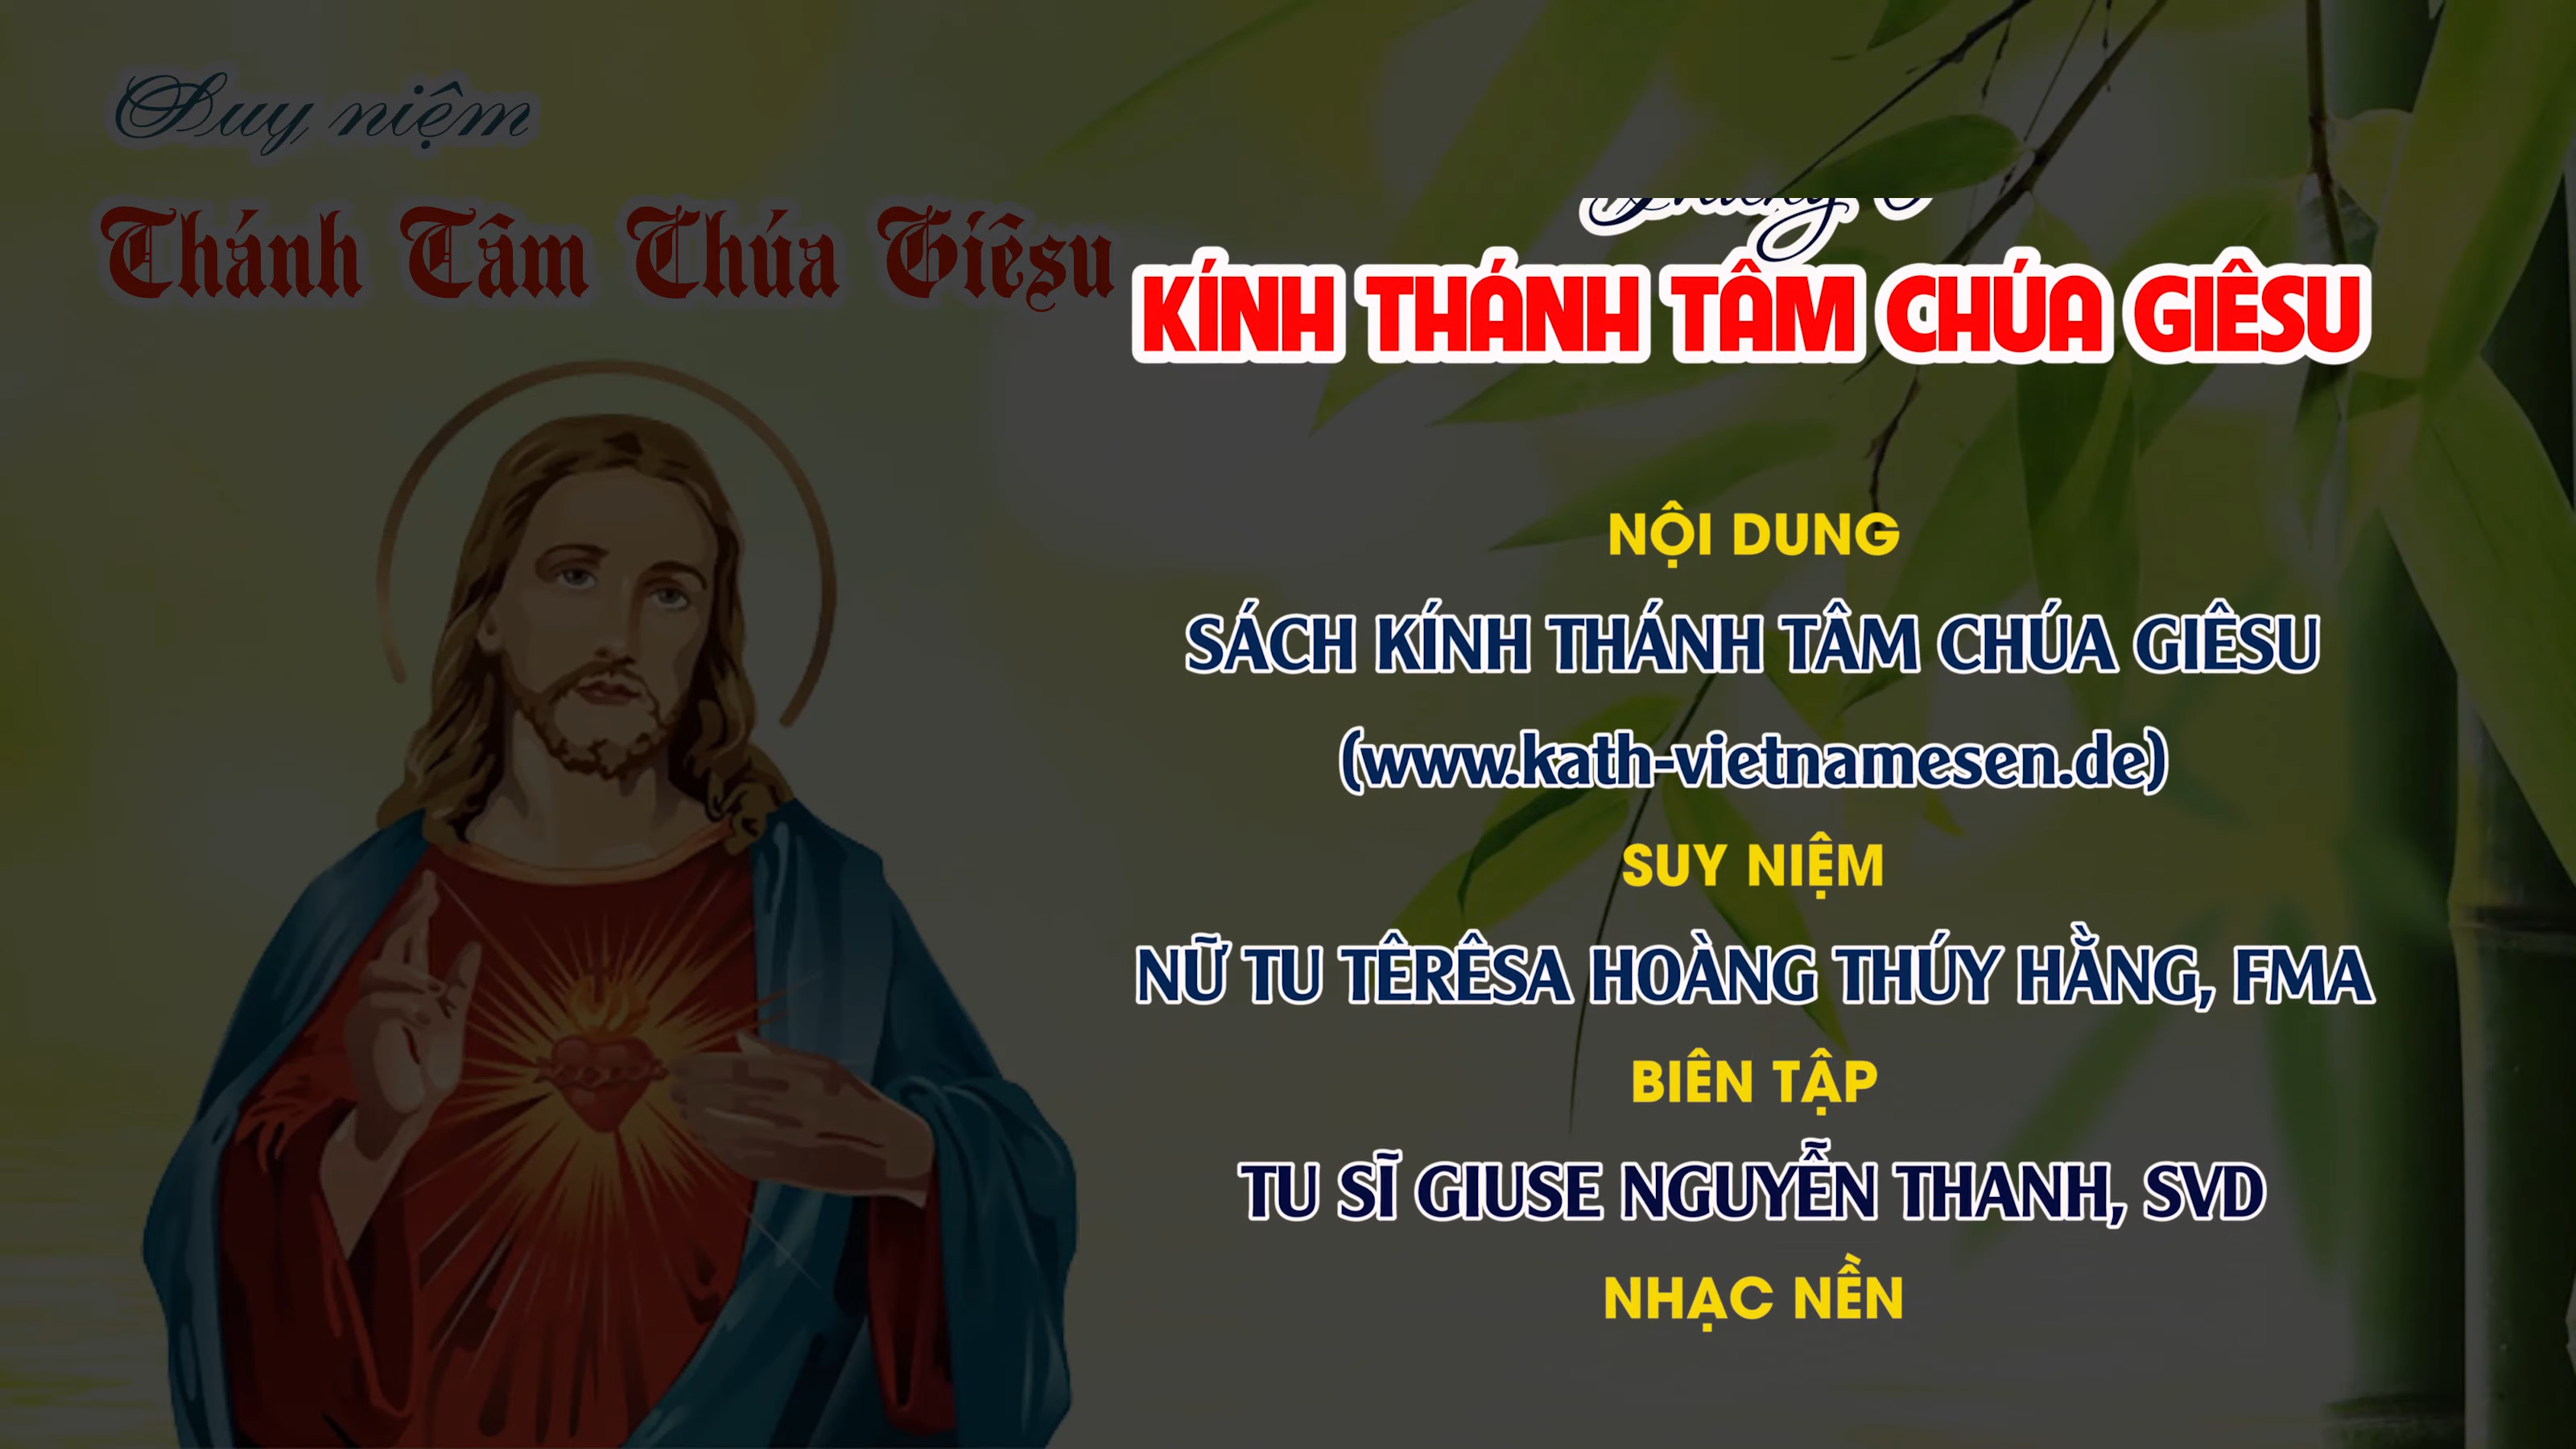 Suy niệm
Thánh Tâm Chúa Giêsu
KÍNH THÁNH TÂM CHÚA GIÊSU
NỘI DUNG
SÁCH KÍNH THÁNH TÂM CHÚA GIÊSU
(www.kath-vietnamesen.de)
SUY NIỆM
NỮ TU TÊRÊSA HOÀNG THÚY HẰNG, FMA
BIÊN TẬP
TU SĨ GIUSE NGUYỄN THANH, SVD
NHẠC NỀN